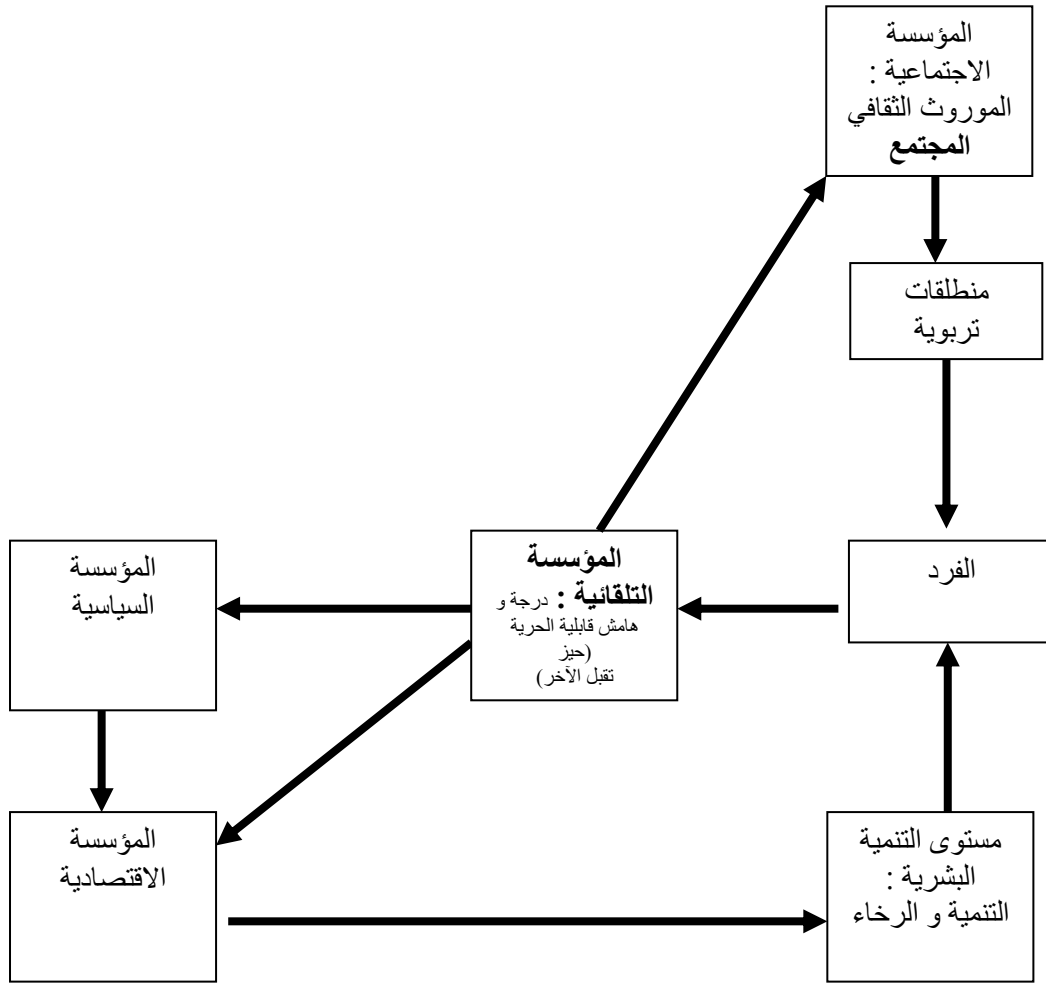 المؤسسة
الاجتماعية :
الموروث الثقافي
المجتمع
منطلقات
تربوية
الفرد
المؤسسة
التلقائية : درجة و
هامش قابلية الحرية
(حيز
تقبل الآخر)
المؤسسة
السياسية
المؤسسة
الاقتصادية
مستوى التنمية
البشرية :
التنمية و الرخاء